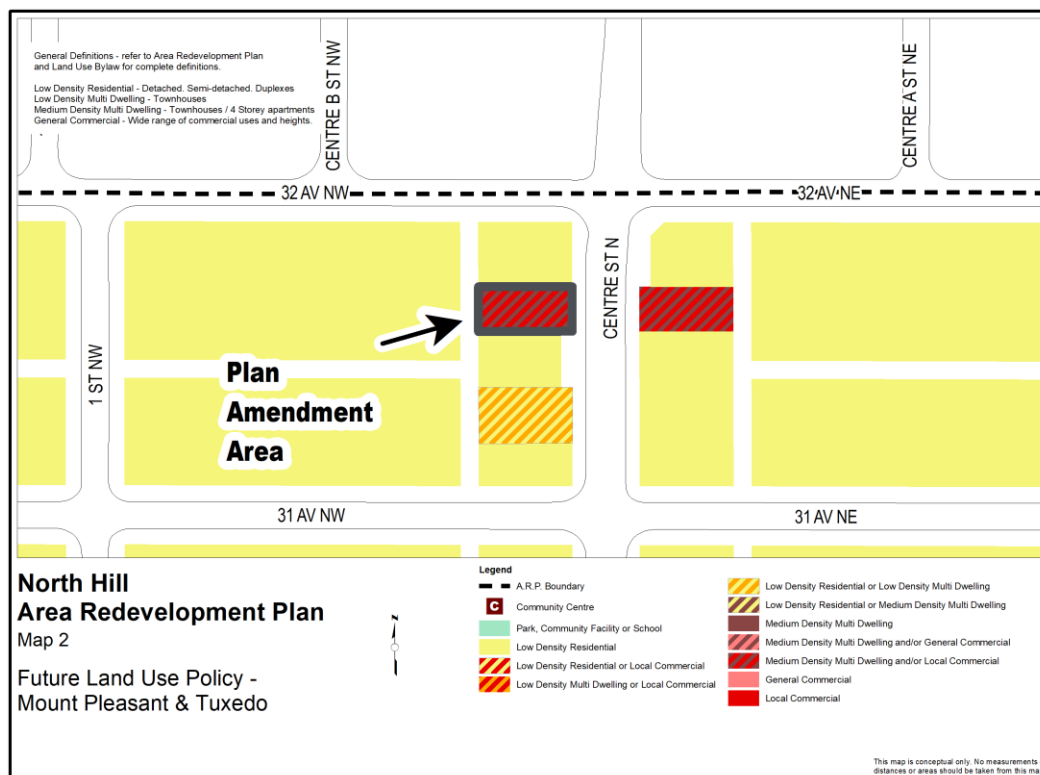 General Definitions - refer to Area Redevelopment Plan
and Land Use Bylaw for complete definitions.
Low Density Residential - Detached. Semi-detached. Duplexes
Low Density Multi Dwelling - Townhouses
Medium Density Multi Dwelling - Townhouses / 4 Storey apartments
General Commercial - Wide range of commercial uses and heights.
CENTRE B ST NW
CENTRE A ST NE
32 AV NW
32 AV NE
1 ST NW
CENTRE ST N
Plan
Amendment
Area
31 AV NW
31 AV NE
North Hill
Area Redevelopment Plan
Map 2
Future Land Use Policy -
Mount Pleasant & Tuxedo
N
Legend
A.R.P. Boundary
C Community Centre
Park, Community Facility or School
Low Density Residential
Low Density Residential or Local Commercial
Low Density Multi Dwelling or Local Commercial
Low Density Residential or Low Density Multi Dwelling
Low Density Residential or Medium Density Multi Dwelling
Medium Density Multi Dwelling
Medium Density Multi Dwelling and/or General Commercial
Medium Density Multi Dwelling and/or Local Commercial
General Commercial
Local Commercial
This map is conceptual only. No measurements
distances or areas should be taken from this